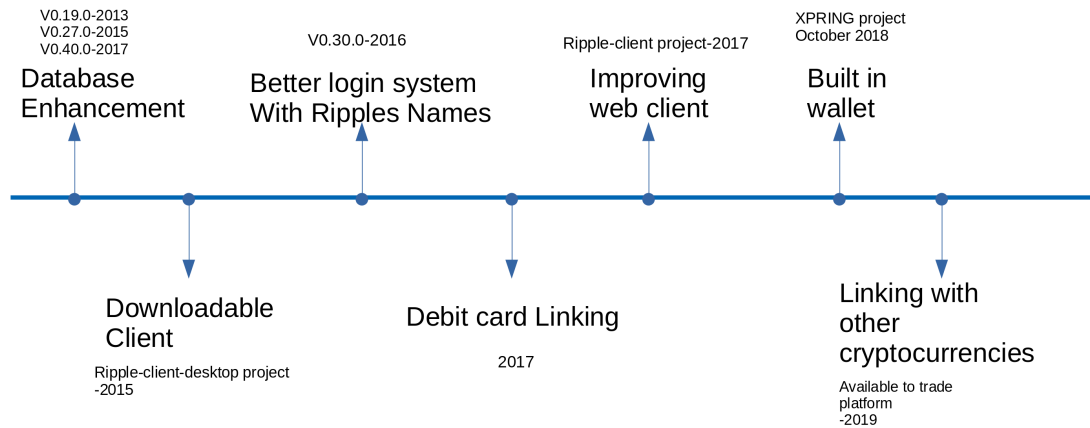 V0.19.0-2013
V0.27.0-2015
V0.40.0-2017
Database
Enhancement
V0.30.0-2016
Better login system
With Ripples Names
Ripple-client project-2017
Improving
web client
XPRING project
October 2018
Built in
wallet
Downloadable
Client
Ripple-client-desktop project
-2015
Debit card Linking
2017
Linking with
other
cryptocurrencies
Available to trade
platform
-2019